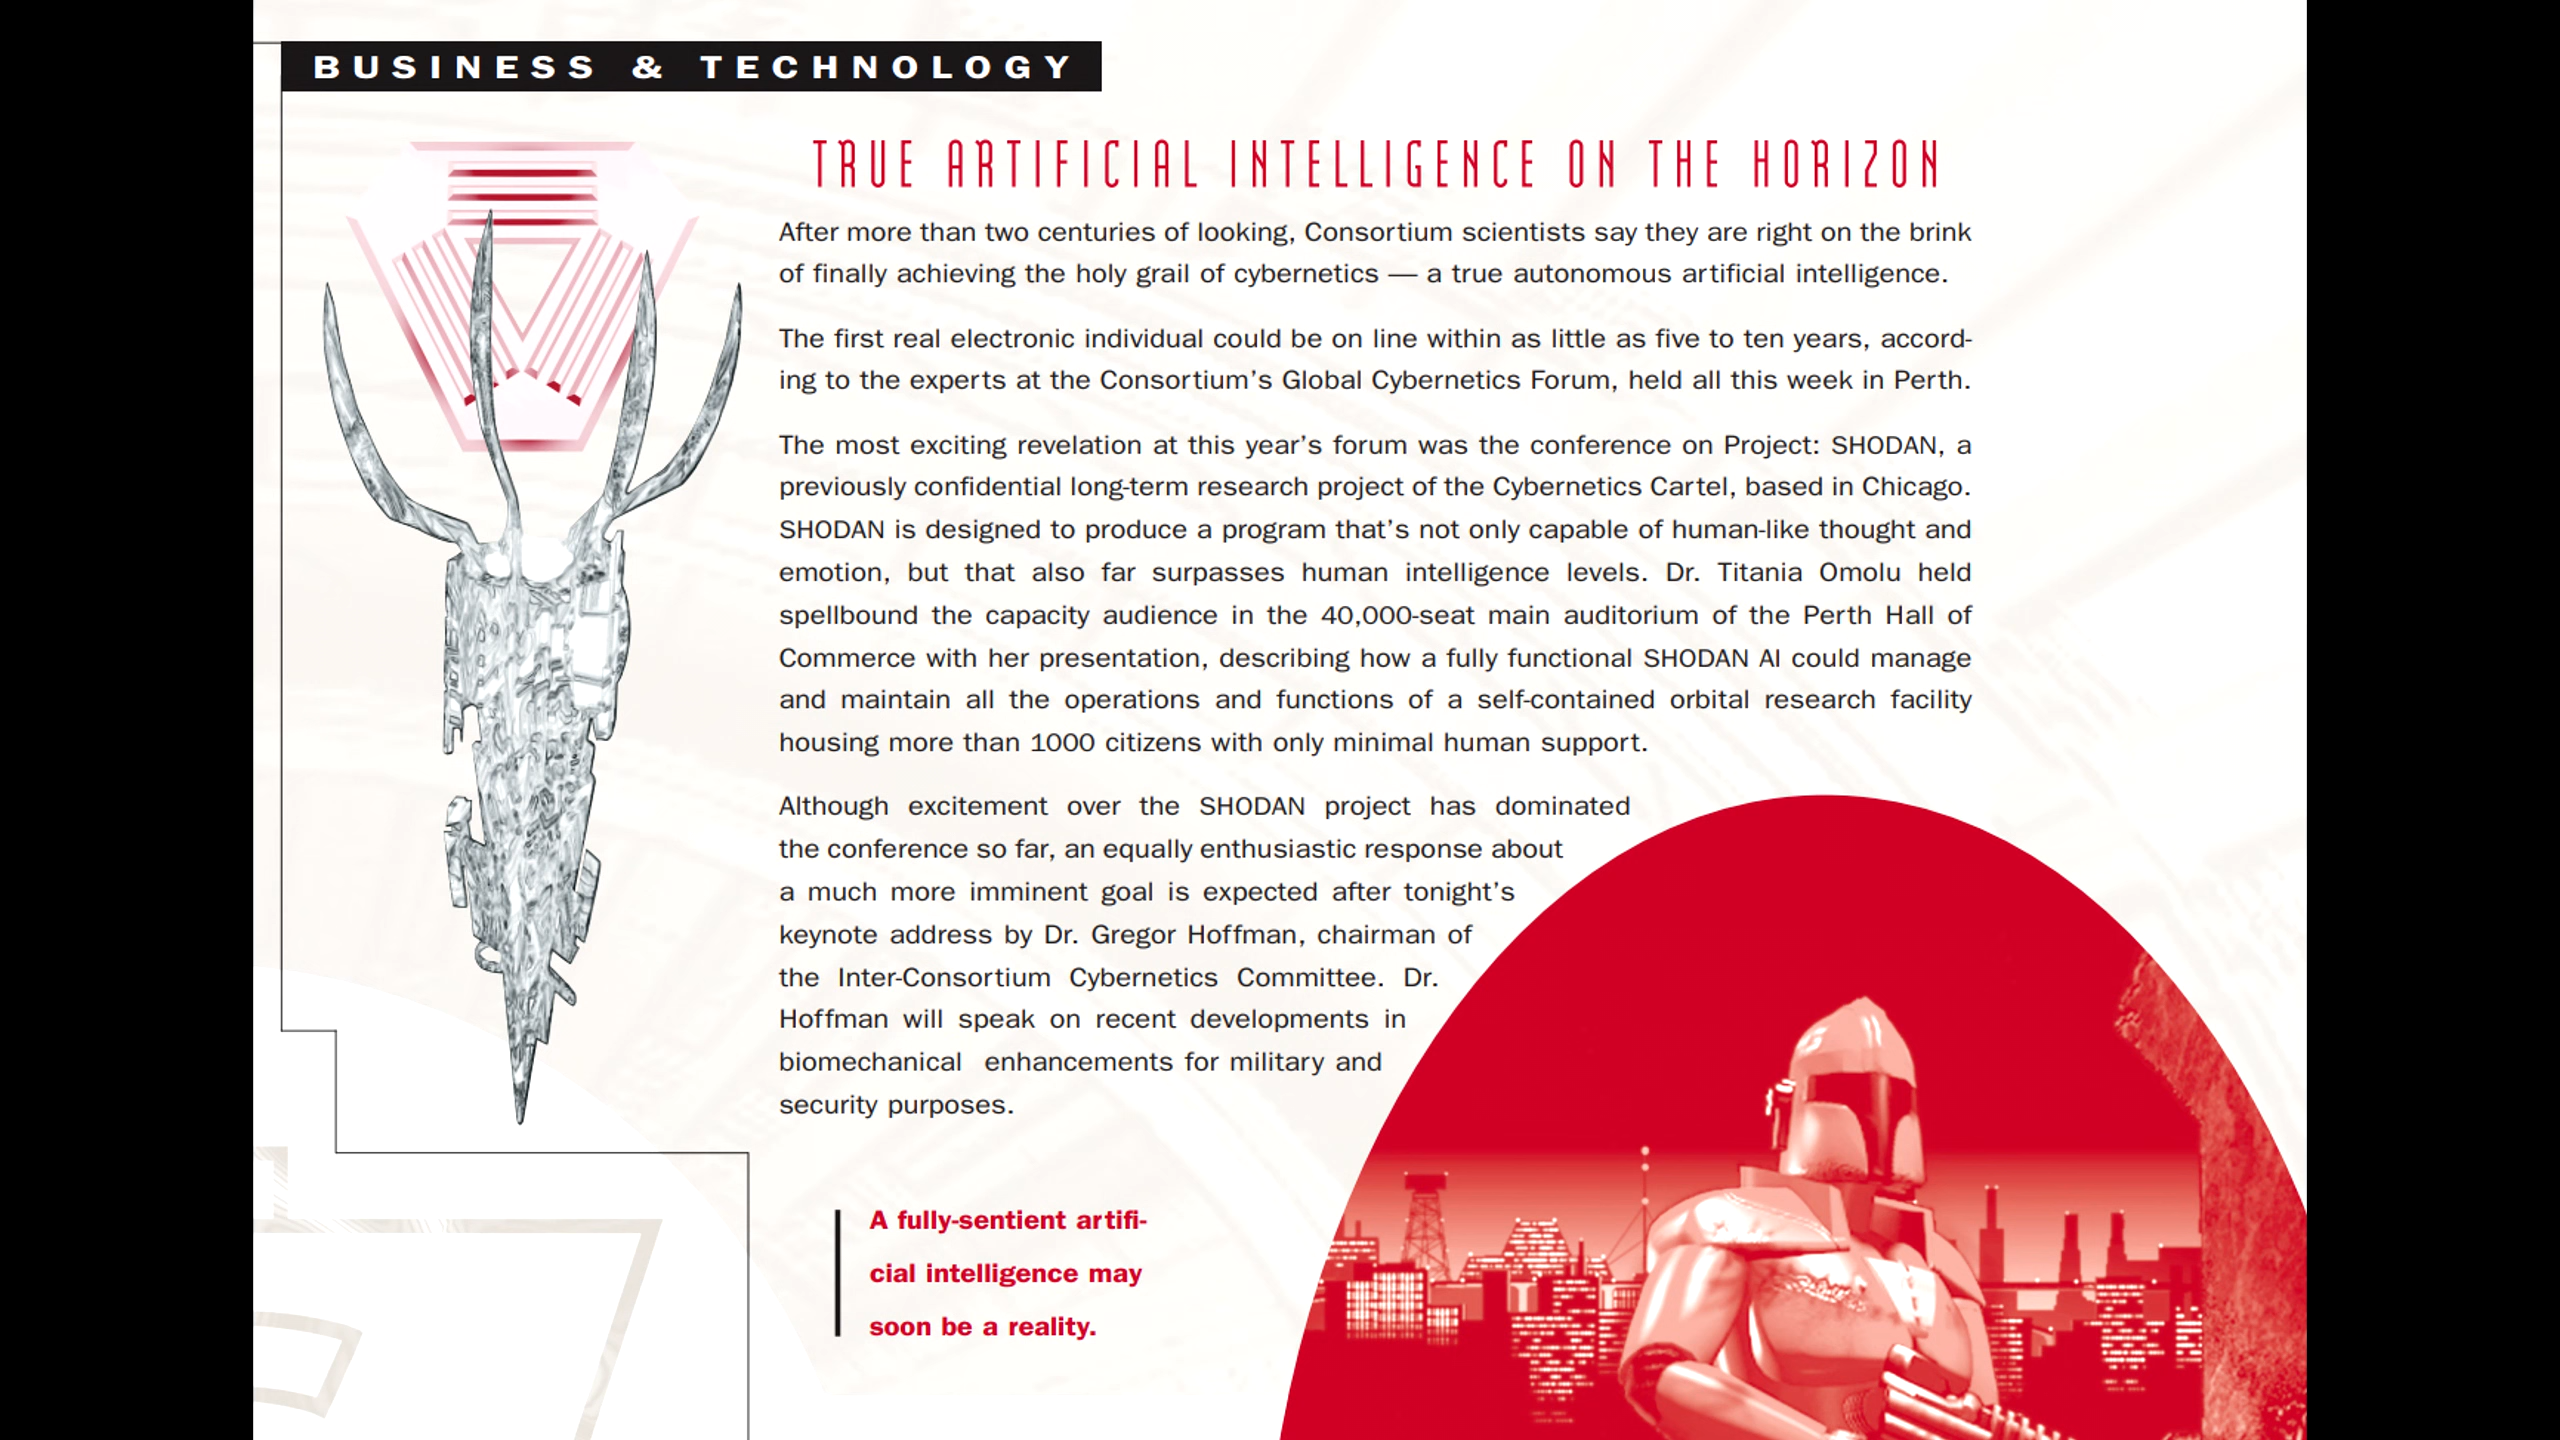 BUSINESS & TECHNOLOGY
TRUE ARTIFICIAL INTELLIGENCE ON THE HORIZON
After more than two centuries of looking, Consortium scientists say they are right on the brink
of finally achieving the holy grail of cybernetics — a true autonomous artificial intelligence.
The first real electronic individual could be on line within as little as five to ten years, accord-
ing to the experts at the Consortium's Global Cybernetics Forum, held all this week in Perth.
The most exciting revelation at this year's forum was the conference on Project: SHODAN, a
previously confidential long-term research project of the Cybernetics Cartel, based in Chicago.
SHODAN is designed to produce a program that's not only capable of human-like thought and
emotion, but that also far surpasses human intelligence levels. Dr. Titania Omolu held
spellbound the capacity audience in the 40,000-seat main auditorium of the Perth Hall of
Commerce with her presentation, describing how a fully functional SHODAN AI could manage
and maintain all the operations and functions of a self-contained orbital research facility
housing more than 1000 citizens with only minimal human support.
Although excitement over the SHODAN project has dominated
the conference so far, an equally enthusiastic response about
a much more imminent goal is expected after tonight's
keynote address by Dr. Gregor Hoffman, chairman of
the Inter-Consortium Cybernetics Committee. Dr.
Hoffman will speak on recent developments in
biomechanical enhancements for military and
security purposes.
A fully-sentient artifi-
cial intelligence may
soon be a reality.